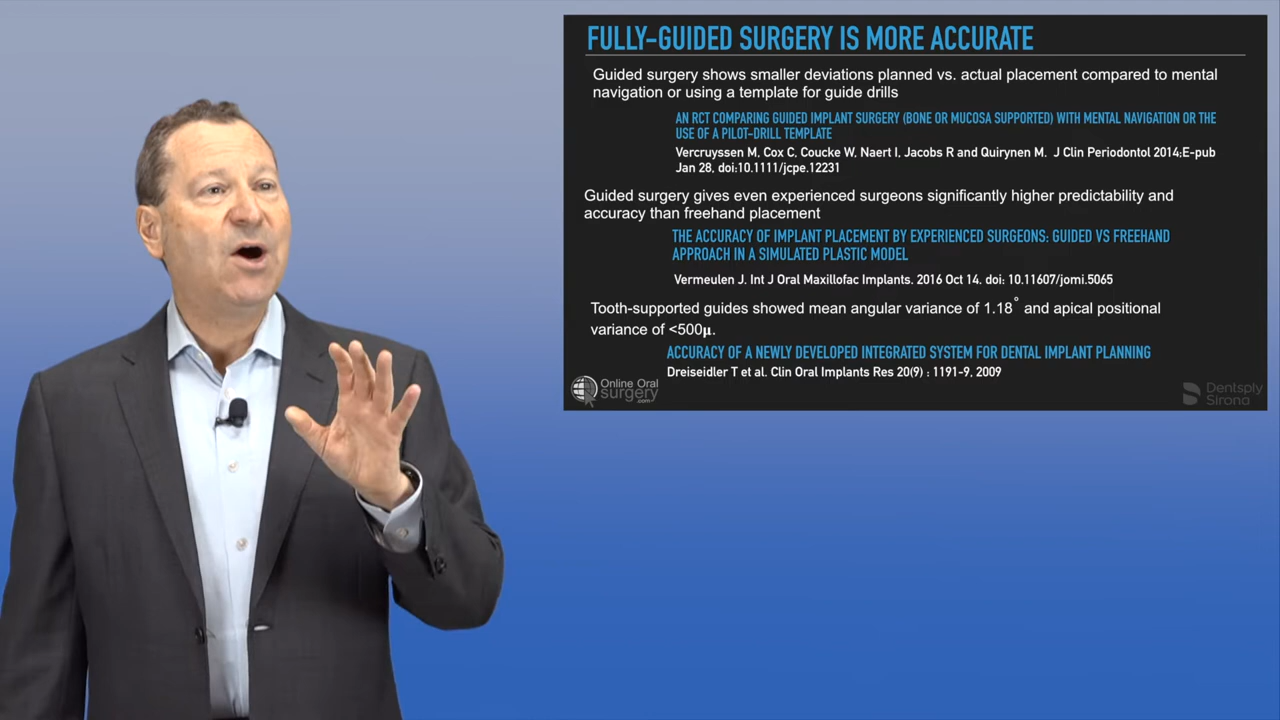 FULLY-GUIDED SURGERY IS MORE ACCURATE
Guided surgery shows smaller deviations planned vs. actual placement compared to mental
navigation or using a template for guide drills
AN RCT COMPARING GUIDED IMPLANT SURGERY (BONE OR MUCOSA SUPPORTED) WITH MENTAL NAVIGATION OR THE
USE OF A PILOT-DRILL TEMPLATE
Vercruyssen M, Cox C, Coucke W, Naert I, Jacobs R and Quirynen M. J Clin Periodontol 2014;E-pub
Jan 28, doi:10.1111/jcpe.12231
Guided surgery gives even experienced surgeons significantly higher predictability and
accuracy than freehand placement
THE ACCURACY OF IMPLANT PLACEMENT BY EXPERIENCED SURGEONS: GUIDED VS FREEHAND
APPROACH IN A SIMULATED PLASTIC MODEL
Vermeulen J. Int J Oral Maxillofac Implants. 2016 Oct 14. doi: 10.11607/jomi.5065
Tooth-supported guides showed mean angular variance of 1.18° and apical positional
variance of <500µ.
ACCURACY OF A NEWLY DEVELOPED INTEGRATED SYSTEM FOR DENTAL IMPLANT PLANNING
Dreiseidler T et al. Clin Oral Implants Res 20(9) : 1191-9, 2009
Online Oral
surgery
.com
Dentsply
Sirona